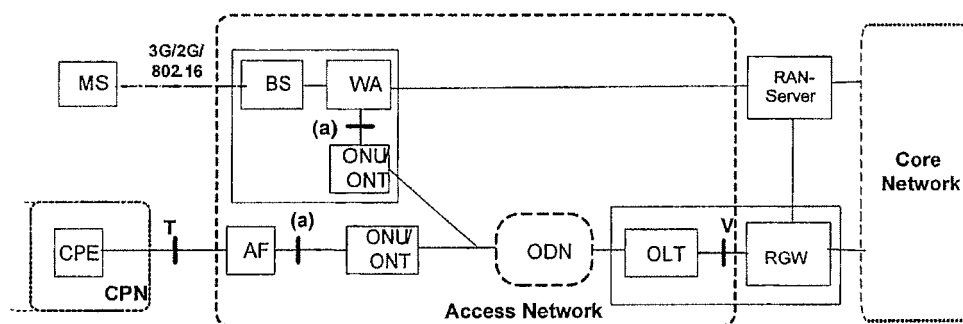 3G/2G/
802.16
MS
BS
WA
RAN-
Server
(a)
ONU/
ONT
Core
Network
CPE
CPN
T
AF
(a)
ONU/
ONT
ODN
OLT
V
RGW
Access Network